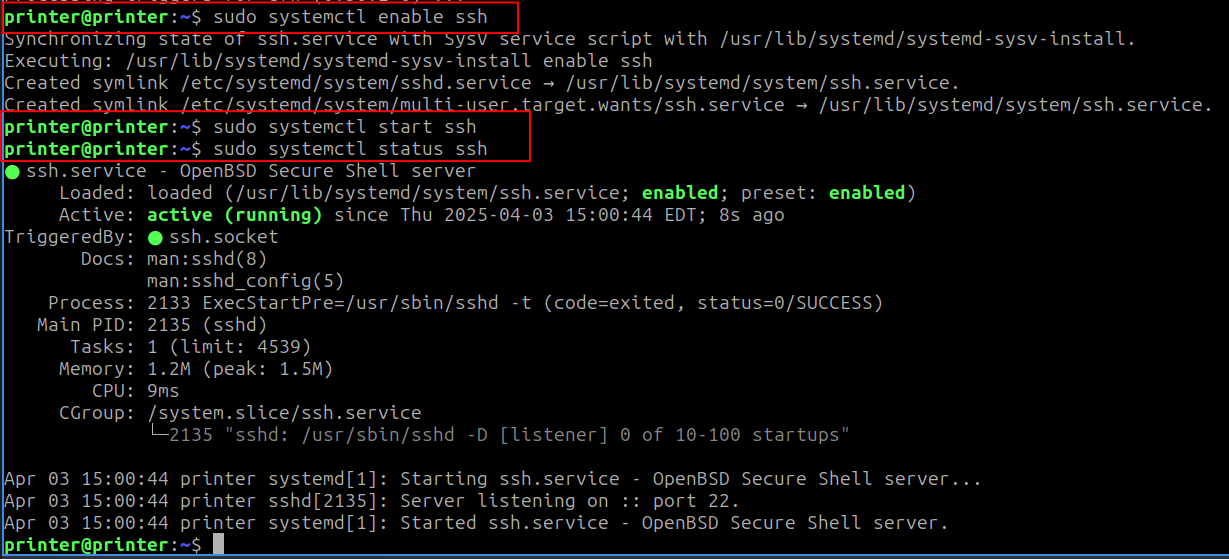 printer@printer:~$ sudo systemctl enable ssh
Synchronizing state of ssh.service with SysV service script with /usr/lib/systemd/systemd-sysv-install.
Executing: /usr/lib/systemd/systemd-sysv-install enable ssh
Created symlink /etc/systemd/system/sshd.service → /usr/lib/systemd/system/ssh.service.
Created symlink /etc/systemd/system/multi-user.target.wants/ssh.service → /usr/lib/systemd/system/ssh.service.
printer@printer:~$ sudo systemctl start ssh
printer@printer:~$ sudo systemctl status ssh
● ssh.service - OpenBSD Secure Shell server
     Loaded: loaded (/usr/lib/systemd/system/ssh.service; enabled; preset: enabled)
     Active: active (running) since Thu 2025-04-03 15:00:44 EDT; 8s ago
TriggeredBy: ● ssh.socket
       Docs: man:sshd(8)
             man:sshd_config(5)
    Process: 2133 ExecStartPre=/usr/sbin/sshd -t (code=exited, status=0/SUCCESS)
   Main PID: 2135 (sshd)
      Tasks: 1 (limit: 4539)
     Memory: 1.2M (peak: 1.5M)
        CPU: 9ms
     CGroup: /system.slice/ssh.service
             └─2135 "sshd: /usr/sbin/sshd -D [listener] 0 of 10-100 startups"
Apr 03 15:00:44 printer systemd[1]: Starting ssh.service - OpenBSD Secure Shell server...
Apr 03 15:00:44 printer sshd[2135]: Server listening on :: port 22.
Apr 03 15:00:44 printer systemd[1]: Started ssh.service - OpenBSD Secure Shell server.
printer@printer:~$